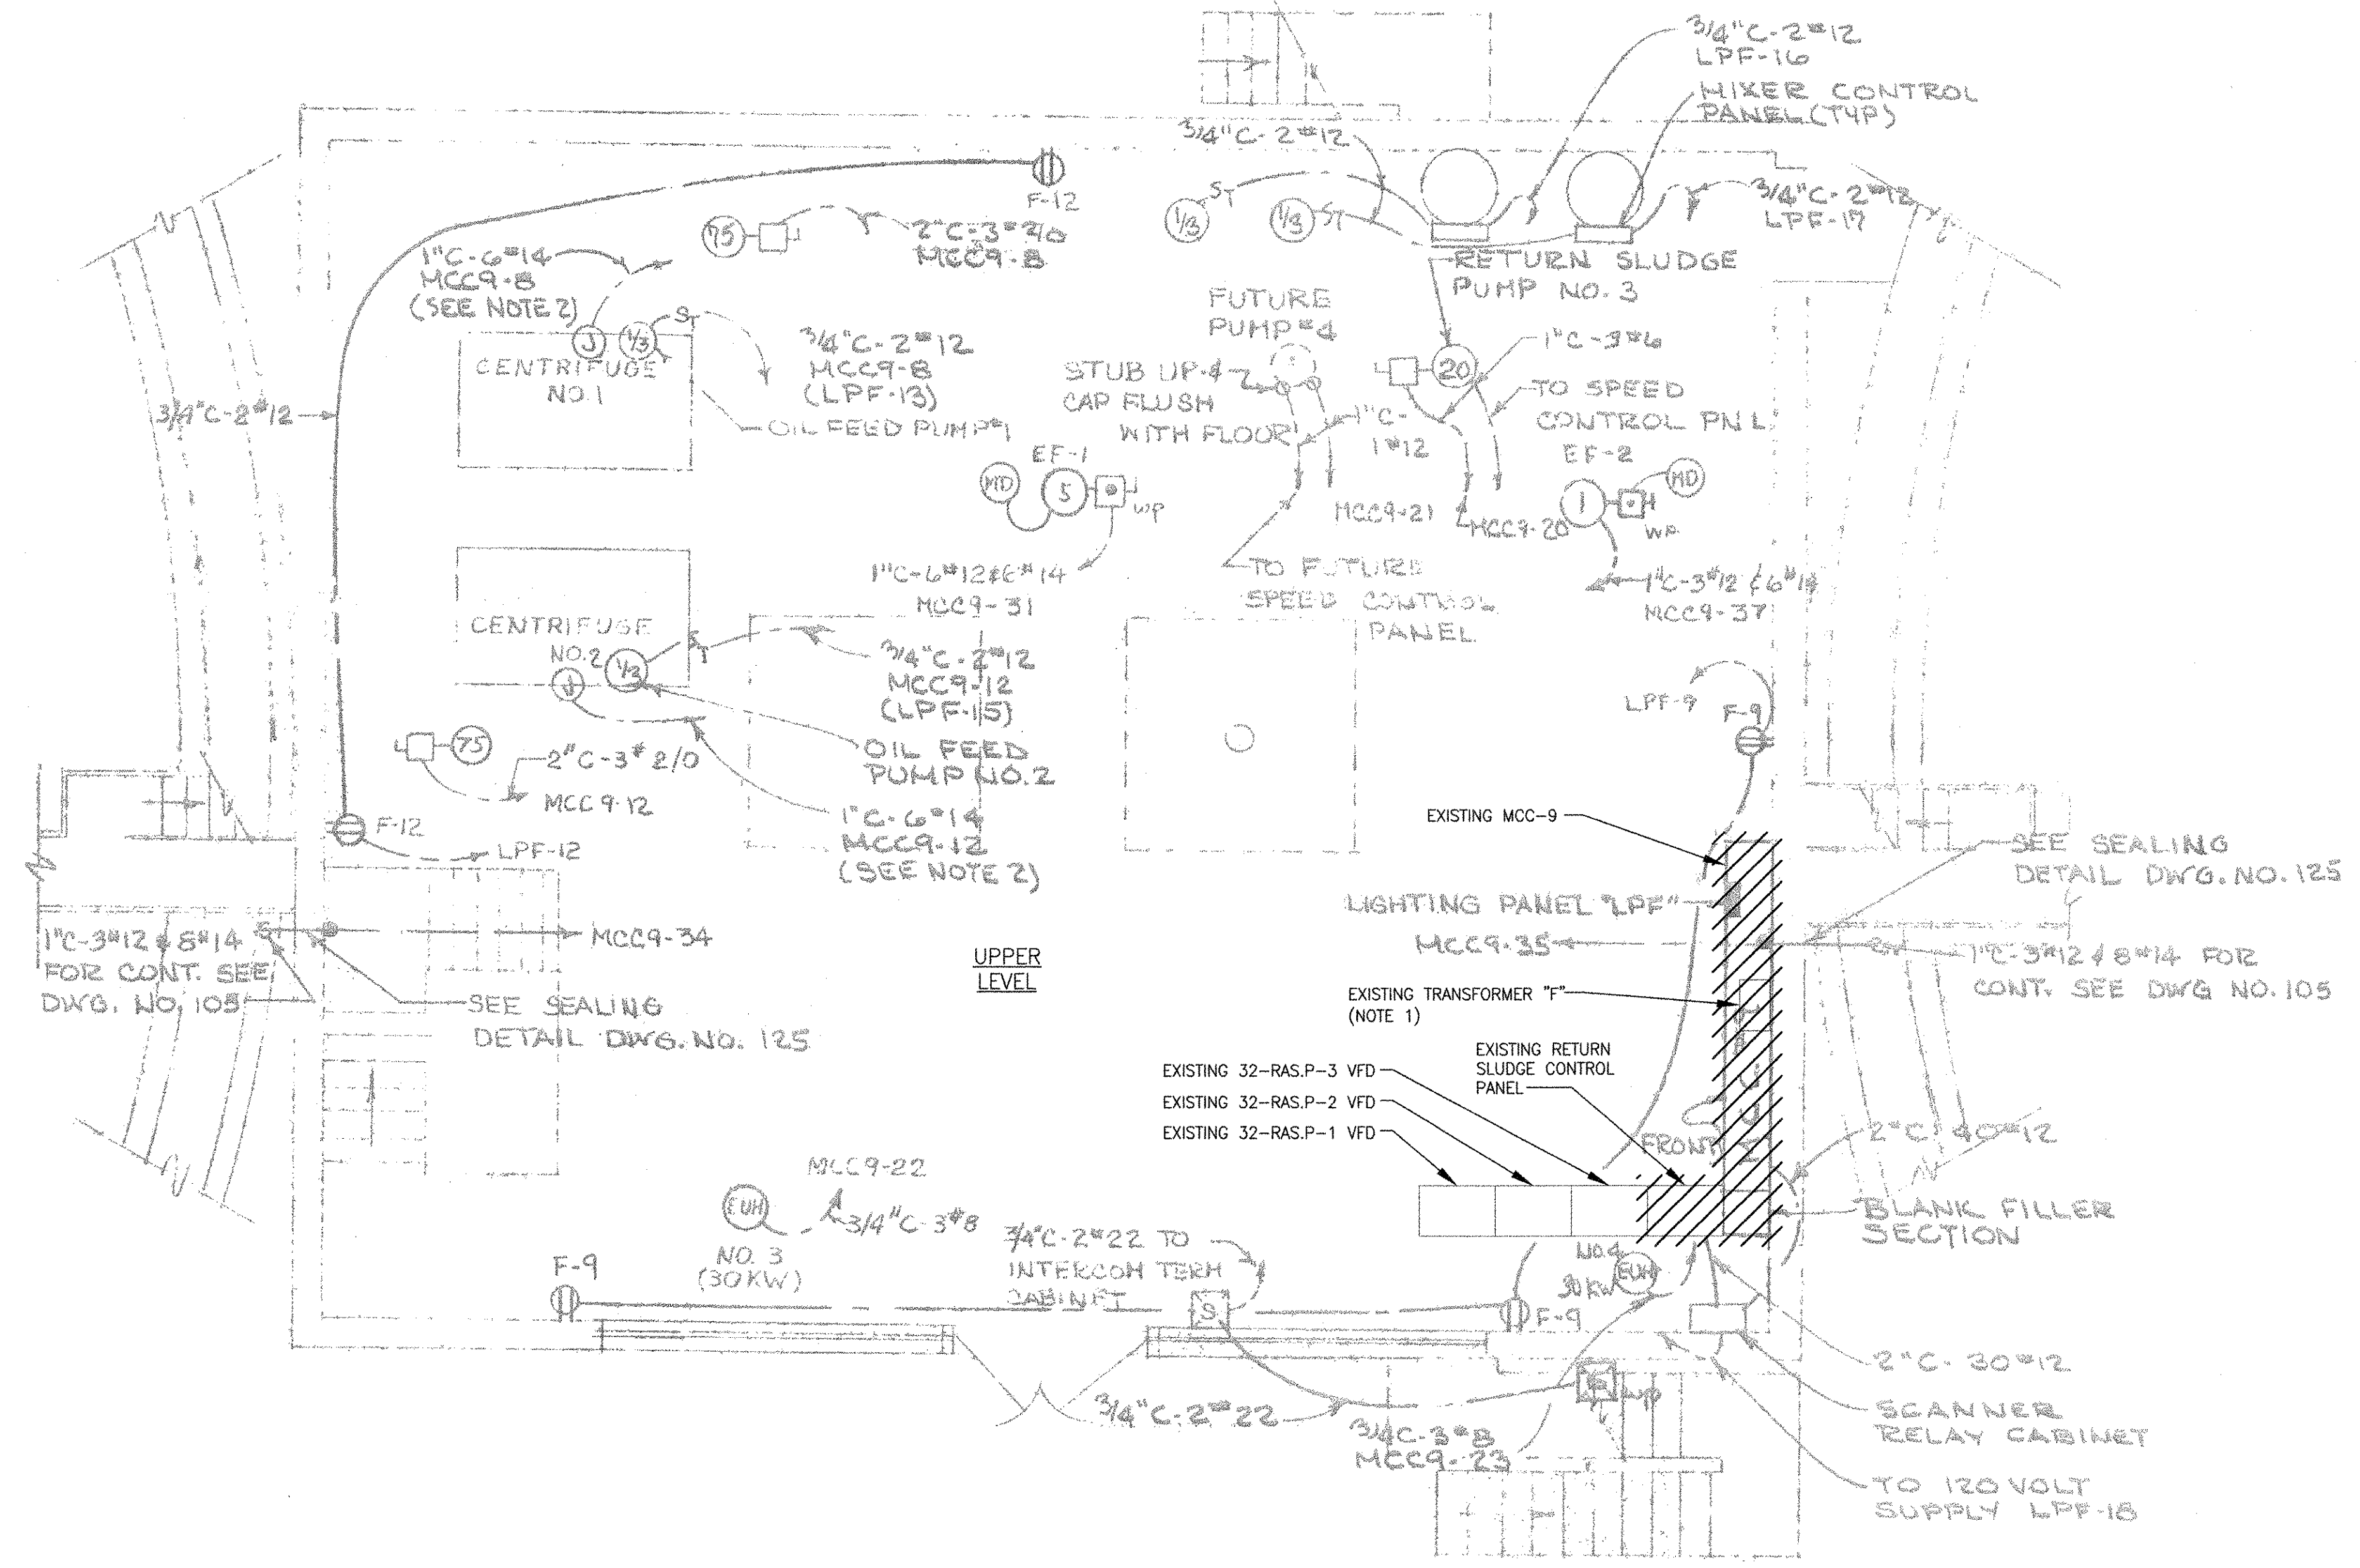 3/4"C-2#12
LPF-16
MIXER CONTROL
PANEL (TYP)
3/4"C-2#12
3/4"C-2#12
LPF-17
F-12
ST
1/3
1/3
ST
75
2"C-3#2/0
MCC9-8
1"C-6#14
MCC9-8
(SEE NOTE 2)
RETURN SLUDGE
PUMP NO. 3
FUTURE
PUMP #4
J
1/3
ST
CENTRIFUGE
NO. 1
3/4"C-2#12
MCC9-8
(LPF-13)
OIL FEED PUMP#1
1"C-3#6
20
STUB UP &
CAP FLUSH
WITH FLOOR
TO SPEED
CONTROL PNL
3/4"C-2#12
1"C-
1#12
EF-1
EF-2
MD
5
WP
MCC9-21
MCC9-20
1
MD
WP
1"C-6#12&6#14
MCC9-31
TO FUTURE
SPEED CONTROL
PANEL
1"C-3#12 & 6#14
MCC9-37
CENTRIFUGE
NO. 2
1/3
J
ST
3/4"C-2#12
MCC9-12
(LPF-15)
LPF-9
F-9
75
2"C-3#2/0
MCC9-12
OIL FEED
PUMP NO. 2
F-12
LPF-12
1"C-6#14
MCC9-12
(SEE NOTE 2)
EXISTING MCC-9
SEE SEALING
DETAIL DWG. NO. 125
LIGHTING PANEL "LPF"
MCC9-35
1"C-3#12 & 8#14
FOR CONT. SEE
DWG. NO. 105
MCC9-34
SEE SEALING
DETAIL DWG. NO. 125
UPPER
LEVEL
1"C-3#12 & 8#14 FOR
CONT. SEE DWG NO. 105
EXISTING TRANSFORMER "F"
(NOTE 1)
EXISTING RETURN
SLUDGE CONTROL
PANEL
EXISTING 32-RAS.P-3 VFD
EXISTING 32-RAS.P-2 VFD
EXISTING 32-RAS.P-1 VFD
FRONT
2"C-40#12
BLANK FILLER
SECTION
MCC9-22
EUH
3/4"C-3#8
NO. 3
(30KW)
F-9
3/4"C-2#22 TO
INTERCOM TERM
CABINET
S
NO. 4
30KW
EUH
F-9
2"C-30#12
3/4"C-2#22
3/4C-3#8
MCC9-23
SCANNER
RELAY CABINET
TO 120 VOLT
SUPPLY LPF-18